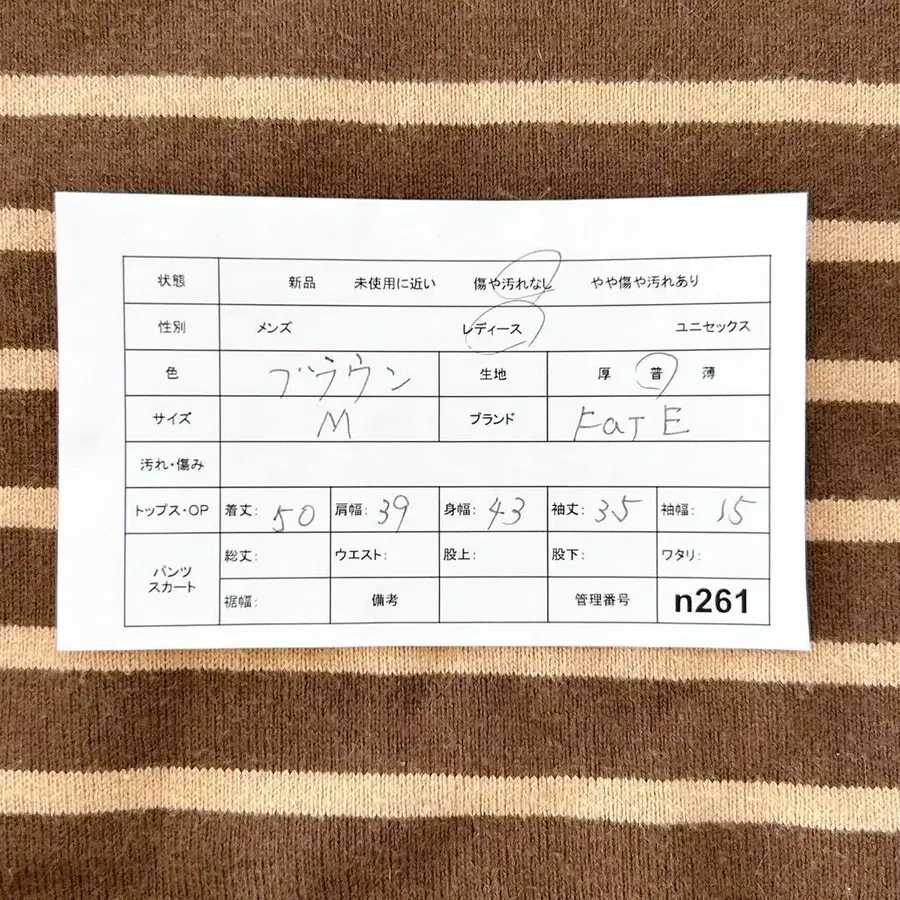 状態 新品 未使用に近い 傷や汚れなし やや傷や汚れあり
性別 メンズ レディース ユニセックス
色 ブラウン 生地 厚 普 薄
サイズ M ブランド FatE
汚れ・傷み
トップス・OP 着丈: 50 肩幅: 39 身幅: 43 袖丈: 35 袖幅: 15
パンツ スカート 総丈: ウエスト: 股上: 股下: ワタリ:
裾幅: 備考 管理番号 n261